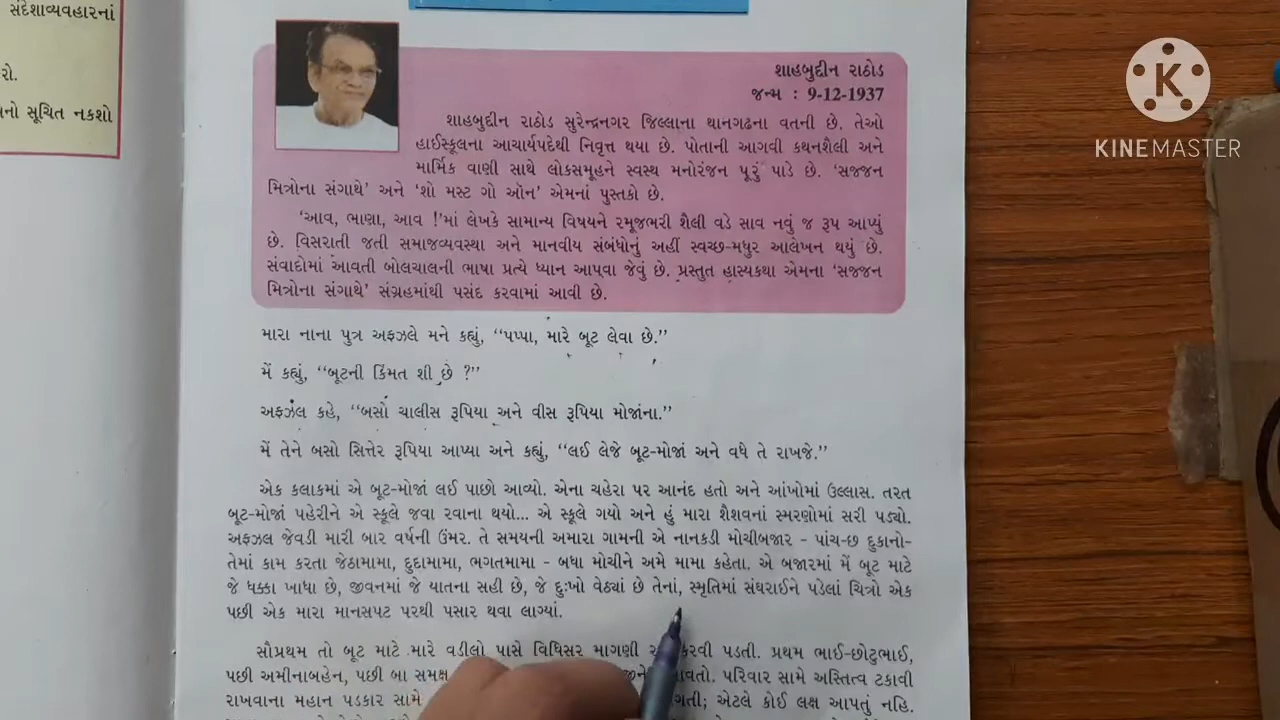 સંદેશાવ્યવહારનાં
રો.
નો સૂચિત નકશો
KINEMASTER
શાહબુદ્દીન રાઠોડ
જન્મ : 9-12-1937
શાહબુદ્દીન રાઠોડ સુરેન્દ્રનગર જિલ્લાના થાનગઢના વતની છે. તેઓ
હાઈસ્કૂલના આચાર્યપદેથી નિવૃત્ત થયા છે. પોતાની આગવી કથનશૈલી અને
માર્મિક વાણી સાથે લોકસમૂહને સ્વસ્થ મનોરંજન પૂરું પાડે છે. ‘સજ્જન
મિત્રોના સંગાથે’ અને ‘શો મસ્ટ ગો ઑન’ એમનાં પુસ્તકો છે.
‘આવ, ભાણા, આવ !’માં લેખકે સામાન્ય વિષયને રમૂજભરી શૈલી વડે સાવ નવું જ રૂપ આપ્યું
છે. વિસરાતી જતી સમાજવ્યવસ્થા અને માનવીય સંબંધોનું અહીં સ્વચ્છ-મધુર આલેખન થયું છે.
સંવાદોમાં આવતી બોલચાલની ભાષા પ્રત્યે ધ્યાન આપવા જેવું છે. પ્રસ્તુત હાસ્યકથા એમના ‘સજ્જન
મિત્રોના સંગાથે’ સંગ્રહમાંથી પસંદ કરવામાં આવી છે.
મારા નાના પુત્ર અફઝલે મને કહ્યું, “પપ્પા, મારે બૂટ લેવા છે.”
મેં કહ્યું, “બૂટની કિંમત શી છે ?”
અફઝલ કહે, “બસો ચાલીસ રૂપિયા અને વીસ રૂપિયા મોજાંના.”
મેં તેને બસો સિત્તેર રૂપિયા આપ્યા અને કહ્યું, “લઈ લેજે બૂટ-મોજાં અને વધે તે રાખજે.”
એક કલાકમાં એ બૂટ-મોજાં લઈ પાછો આવ્યો. એના ચહેરા પર આનંદ હતો અને આંખોમાં ઉલ્લાસ. તરત
બૂટ-મોજાં પહેરીને એ સ્કૂલે જવા રવાના થયો... એ સ્કૂલે ગયો અને હું મારા શૈશવનાં સ્મરણોમાં સરી પડ્યો.
અફઝલ જેવડી મારી બાર વર્ષની ઉંમર. તે સમયની અમારા ગામની એ નાનકડી મોચીબજાર - પાંચ-છ દુકાનો-
તેમાં કામ કરતા જેઠામામા, દુદામામા, ભગતમામા - બધા મોચીને અમે મામા કહેતા. એ બજારમાં મેં બૂટ માટે
જે ધક્કા ખાધા છે, જીવનમાં જે યાતના સહી છે, જે દુઃખો વેઠ્યાં છે તેનાં, સ્મૃતિમાં સંઘરાઈને પડેલાં ચિત્રો એક
પછી એક મારા માનસપટ પરથી પસાર થવા લાગ્યાં.
સૌપ્રથમ તો બૂટ માટે મારે વડીલો પાસે વિધિસર માગણી કરવી પડતી. પ્રથમ ભાઈ-છોટુભાઈ,
પછી અમીનાબહેન, પછી બા સમક્ષ આવતો. પરિવાર સામે અસ્તિત્વ ટકાવી
રાખવાના મહાન પડકાર સામે એટલે કોઈ લક્ષ આપતું નહિ.